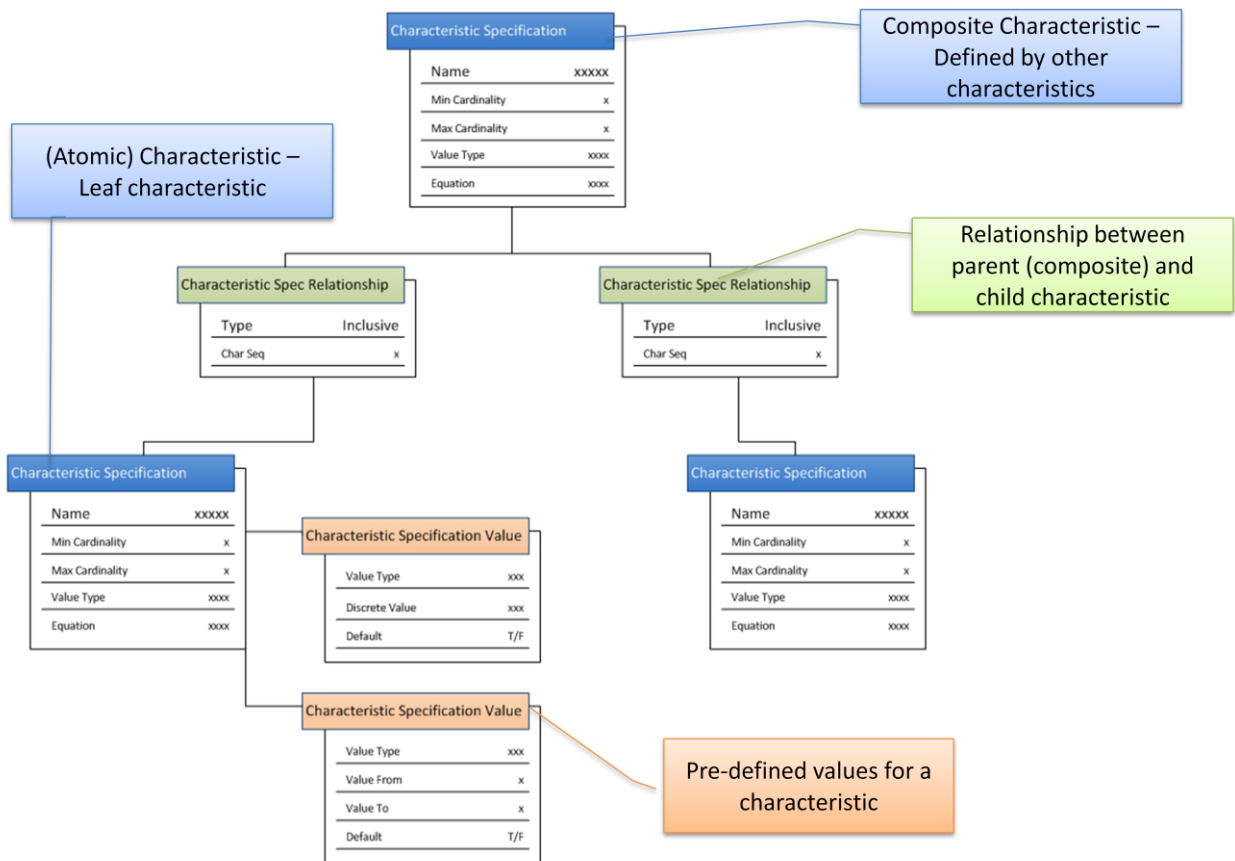 Characteristic Specification
Name xxxxx
Min Cardinality x
Max Cardinality x
Value Type xxxx
Equation xxxx
Composite Characteristic –
Defined by other
characteristics
(Atomic) Characteristic –
Leaf characteristic
Relationship between
parent (composite) and
child characteristic
Characteristic Spec Relationship
Type Inclusive
Char Seq x
Characteristic Spec Relationship
Type Inclusive
Char Seq x
Characteristic Specification
Name xxxxx
Min Cardinality x
Max Cardinality x
Value Type xxxx
Equation xxxx
Characteristic Specification Value
Value Type xxx
Discrete Value xxx
Default T/F
Characteristic Specification
Name xxxxx
Min Cardinality x
Max Cardinality x
Value Type xxxx
Equation xxxx
Characteristic Specification Value
Value Type xxx
Value From x
Value To x
Default T/F
Pre-defined values for a
characteristic